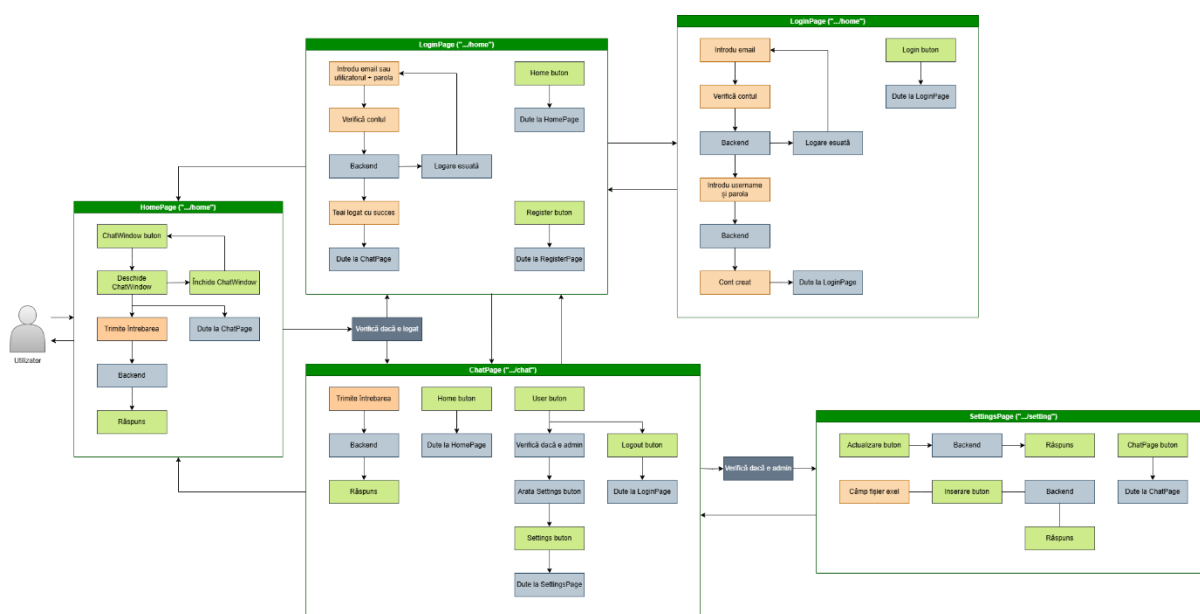 LoginPage (".../home")
Introdu email
Login buton
Verifică contul
Dute la LoginPage
Backend
Logare esuată
Introdu username
și parola
Backend
Cont creat
Dute la LoginPage
LoginPage (".../home")
Introdu email sau
utilizatorul + parola
Home buton
Verifică contul
Dute la HomePage
Backend
Logare esuată
Teai logat cu succes
Register buton
Dute la ChatPage
Dute la RegisterPage
HomePage (".../home")
ChatWindow buton
Deschide
ChatWindow
Închide ChatWindow
Trimite întrebarea
Dute la ChatPage
Backend
Răspuns
Utilizator
Verifică dacă e logat
ChatPage (".../chat")
Trimite întrebarea
Home buton
User buton
Backend
Dute la HomePage
Verifică dacă e admin
Logout buton
Răspuns
Arata Settings buton
Dute la LoginPage
Settings buton
Dute la SettingsPage
Verifică dacă e admin
SettingsPage (".../setting")
Actualizare buton
Backend
Răspuns
ChatPage buton
Câmp fișier exel
Inserare buton
Backend
Dute la ChatPage
Răspuns